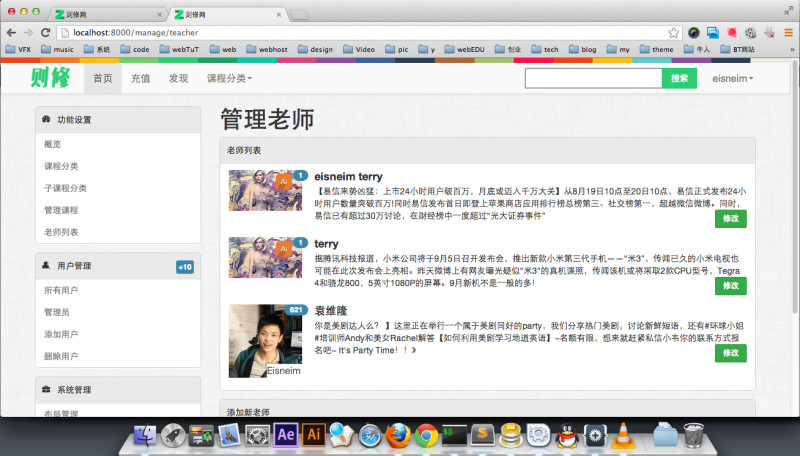 则修网
则修网
localhost:8000/manage/teacher
VFX music 系统 code webTuT web webhost design Video pic y webEDU 创业 tech blog my theme 牛人 BT网站
则修 首页 充值 发现 课程分类 搜索 eisneim
功能设置
概览
课程分类
子课程分类
管理课程
老师列表
用户管理 +10
所有用户
管理员
添加用户
删除用户
系统管理
布局管理
管理老师
老师列表
Ai 1
eisneim terry
【易信来势凶猛：上市24小时用户破百万，月底或迈入千万大关】从8月19日10点至20日10点，易信正式发布24小
时用户数量突破百万!同时易信发布首日即登上苹果商店应用排行榜总榜第三、社交榜第一，超越微信微博。同时，
易信已有超过30万讨论，在财经榜中一度超过“光大证券事件”
修改
Ai 1
terry
据腾讯科技报道，小米公司将于9月5日召开发布会，推出新款小米第三代手机——“米3”，传闻已久的小米电视也
可能在此次发布会上亮相。昨天微博上有网友曝光疑似“米3”的真机谍照，传闻该机或将采取2款CPU型号，Tegra
4和骁龙800，5英寸1080P的屏幕。9月新机不是一般的多！
修改
621
Eisneim
袁维隆
你是美剧达人么？ 】这里正在举行一个属于美剧同好的party，我们分享热门美剧，讨论新鲜短语，还有#环球小姐
#培训师Andy和美女Rachel解答【如何利用美剧学习地道英语】~名额有限，想来就赶紧私信小韦你的联系方式报
名吧~ It's Party Time！！》
修改
添加新老师
Ae Ai